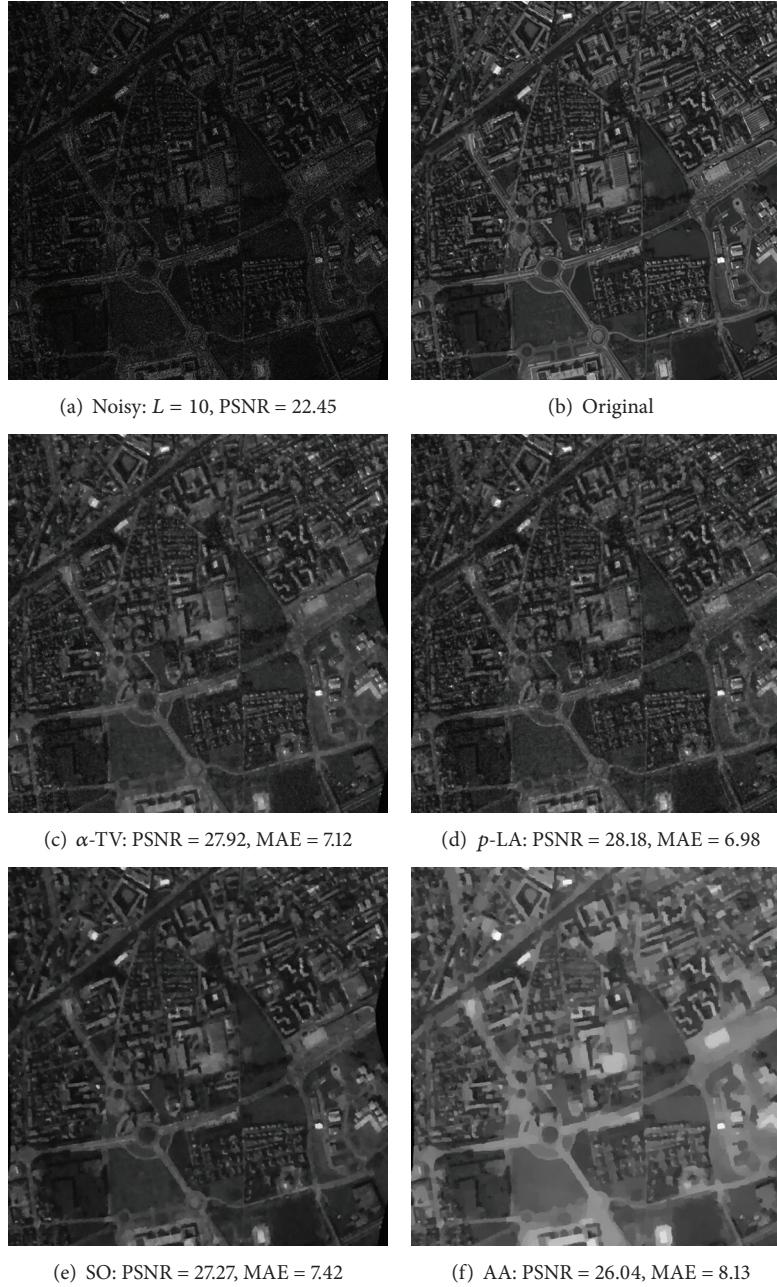 (a) Noisy: L = 10, PSNR = 22.45
(b) Original
(c) α-TV: PSNR = 27.92, MAE = 7.12
(d) p-LA: PSNR = 28.18, MAE = 6.98
(e) SO: PSNR = 27.27, MAE = 7.42
(f) AA: PSNR = 26.04, MAE = 8.13